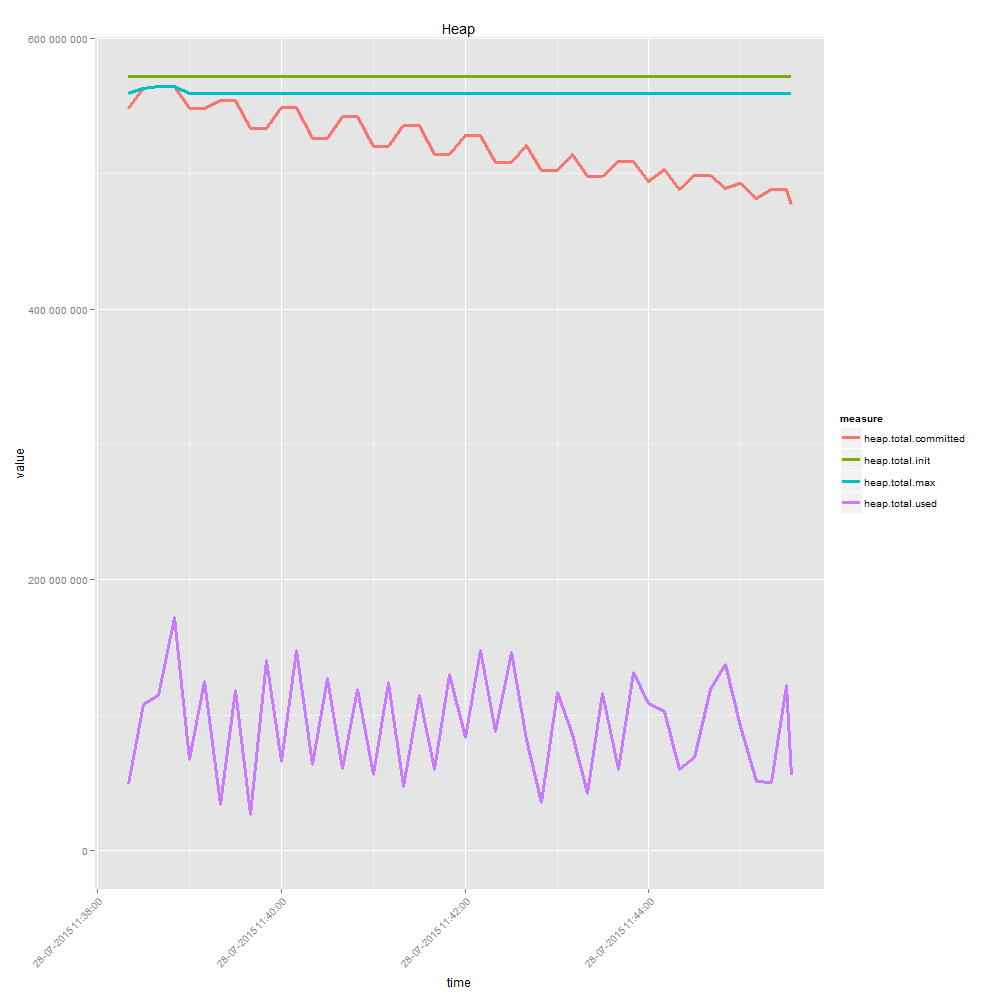 Heap
600 000 000
400 000 000
200 000 000
0
value
28-07-2015 11:38:00
28-07-2015 11:40:00
28-07-2015 11:42:00
28-07-2015 11:44:00
time
measure
heap.total.committed
heap.total.init
heap.total.max
heap.total.used